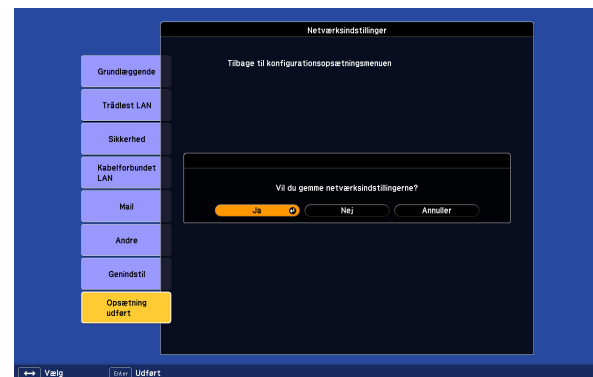 Netværksindstillinger
Tilbage til konfigurationsopsætningsmenuen
Grundlæggende
Trådløst LAN
Sikkerhed
Kabelforbundet
LAN
Mail
Andre
Genindstil
Opsætning
udført
Vil du gemme netværksindstillingerne?
Ja Nej Annuller
Vælg Enter Udført